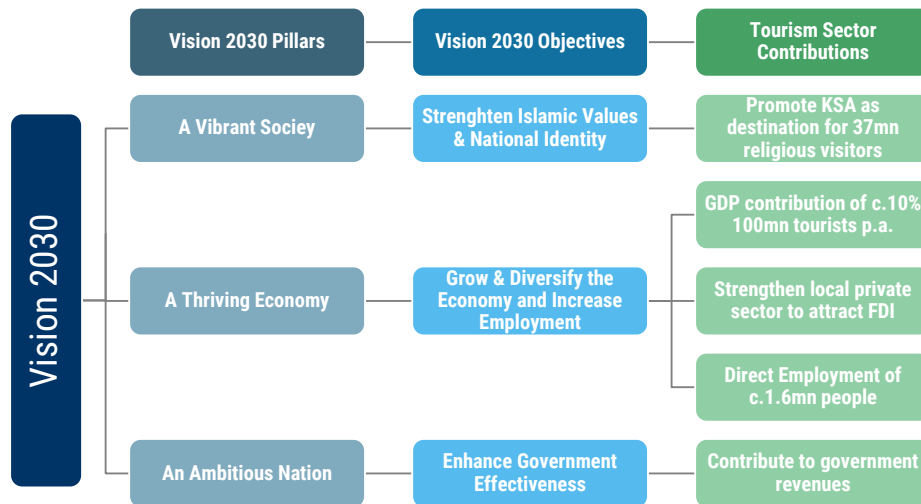 Vision 2030 Pillars
Vision 2030 Objectives
Tourism Sector
Contributions
Vision 2030
A Vibrant Sociey
Strenghten Islamic Values
& National Identity
Promote KSA as
destination for 37mn
religious visitors
A Thriving Economy
Grow & Diversify the
Economy and Increase
Employment
GDP contribution of c.10%
100mn tourists p.a.
Strengthen local private
sector to attract FDI
Direct Employment of
c.1.6mn people
An Ambitious Nation
Enhance Government
Effectiveness
Contribute to government
revenues